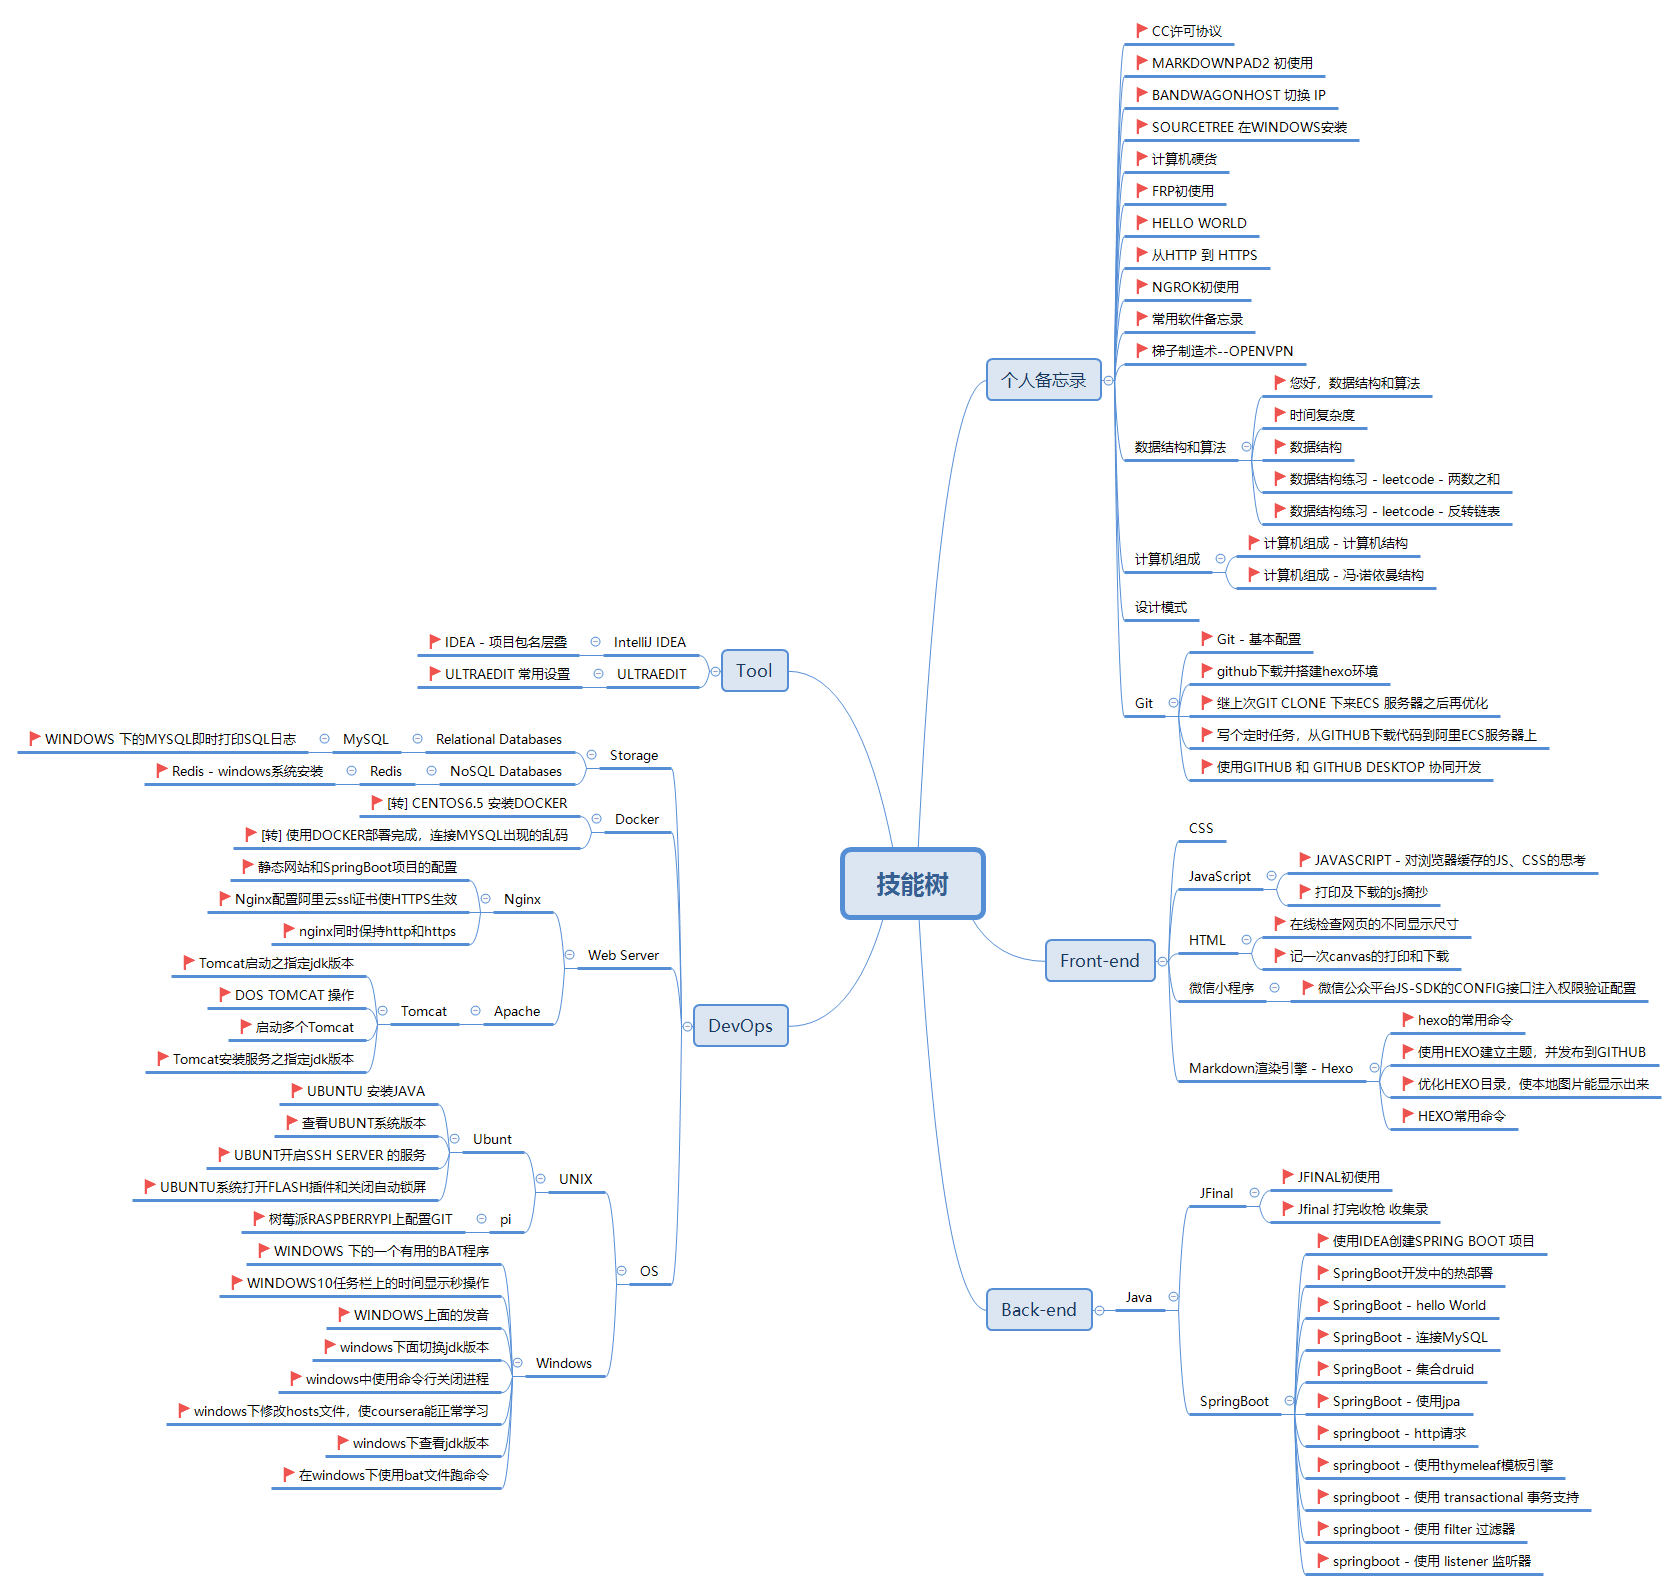 技能树
个人备忘录
CC许可协议
MARKDOWNPAD2 初使用
BANDWAGONHOST 切换 IP
SOURCETREE 在WINDOWS安装
计算机硬货
FRP初使用
HELLO WORLD
从HTTP 到 HTTPS
NGROK初使用
常用软件备忘录
梯子制造术--OPENVPN
数据结构和算法
您好，数据结构和算法
时间复杂度
数据结构
数据结构练习 - leetcode - 两数之和
数据结构练习 - leetcode - 反转链表
计算机组成
计算机组成 - 计算机结构
计算机组成 - 冯·诺依曼结构
设计模式
Git
Git - 基本配置
github下载并搭建hexo环境
继上次GIT CLONE 下来ECS 服务器之后再优化
写个定时任务，从GITHUB下载代码到阿里ECS服务器上
使用GITHUB 和 GITHUB DESKTOP 协同开发
Front-end
CSS
JavaScript
JAVASCRIPT - 对浏览器缓存的JS、CSS的思考
打印及下载的js摘抄
HTML
在线检查网页的不同显示尺寸
记一次canvas的打印和下载
微信小程序
微信公众平台JS-SDK的CONFIG接口注入权限验证配置
Markdown渲染引擎 - Hexo
hexo的常用命令
使用HEXO建立主题，并发布到GITHUB
优化HEXO目录，使本地图片能显示出来
HEXO常用命令
Back-end
Java
JFinal
JFINAL初使用
Jfinal 打完收枪 收集录
SpringBoot
使用IDEA创建SPRING BOOT 项目
SpringBoot开发中的热部署
SpringBoot - hello World
SpringBoot - 连接MySQL
SpringBoot - 集合druid
SpringBoot - 使用jpa
springboot - http请求
springboot - 使用thymeleaf模板引擎
springboot - 使用 transactional 事务支持
springboot - 使用 filter 过滤器
springboot - 使用 listener 监听器
Tool
IntelliJ IDEA
IDEA - 项目包名层叠
ULTRAEDIT
ULTRAEDIT 常用设置
DevOps
Storage
Relational Databases
MySQL
WINDOWS 下的MYSQL即时打印SQL日志
NoSQL Databases
Redis
Redis - windows系统安装
Docker
[转] CENTOS6.5 安装DOCKER
[转] 使用DOCKER部署完成，连接MYSQL出现的乱码
Web Server
Nginx
静态网站和SpringBoot项目的配置
Nginx配置阿里云ssl证书使HTTPS生效
nginx同时保持http和https
Apache
Tomcat
Tomcat启动之指定jdk版本
DOS TOMCAT 操作
启动多个Tomcat
Tomcat安装服务之指定jdk版本
OS
UNIX
Ubunt
UBUNTU 安装JAVA
查看UBUNT系统版本
UBUNT开启SSH SERVER 的服务
UBUNTU系统打开FLASH插件和关闭自动锁屏
pi
树莓派RASPBERRYPI上配置GIT
Windows
WINDOWS 下的一个有用的BAT程序
WINDOWS10任务栏上的时间显示秒操作
WINDOWS上面的发音
windows下面切换jdk版本
windows中使用命令行关闭进程
windows下修改hosts文件，使coursera能正常学习
windows下查看jdk版本
在windows下使用bat文件跑命令